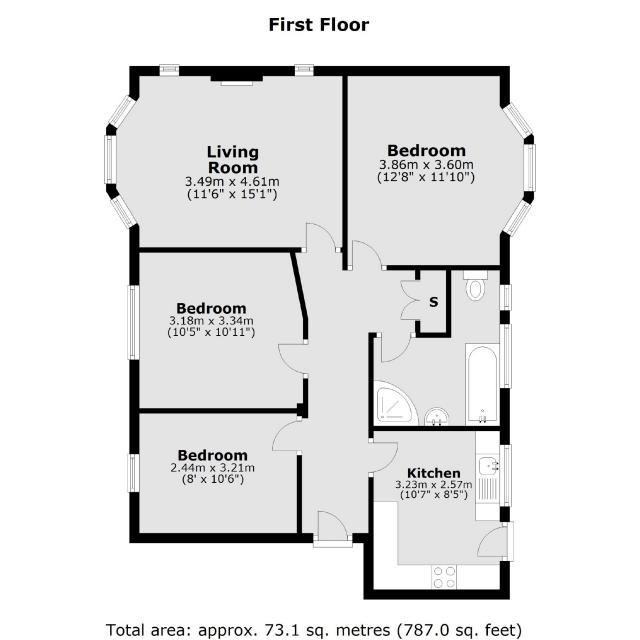 First Floor
Living
Room
3.49m x 4.61m
(11'6" x 15'1")
Bedroom
3.86m x 3.60m
(12'8" x 11'10")
S
Bedroom
3.18m x 3.34m
(10'5" x 10'11")
Bedroom
2.44m x 3.21m
(8' x 10'6")
Kitchen
3.23m x 2.57m
(10'7" x 8'5")
Total area: approx. 73.1 sq. metres (787.0 sq. feet)